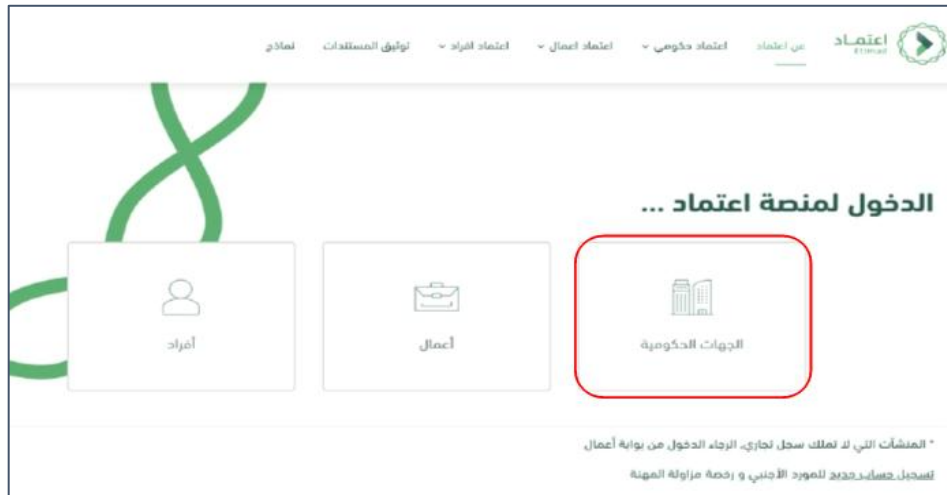 اعتماد
Etimad
عن اعتماد
اعتماد حكومي
اعتماد اعمال
اعتماد افراد
توثيق المستندات
نماذج
الدخول لمنصة اعتماد ...
الجهات الحكومية
أعمال
أفراد
* المنشآت التي لا تملك سجل تجاري، الرجاء الدخول من بوابة أعمال
تسجيل حساب جديد للمورد الأجنبي و رخصة مزاولة المهنة